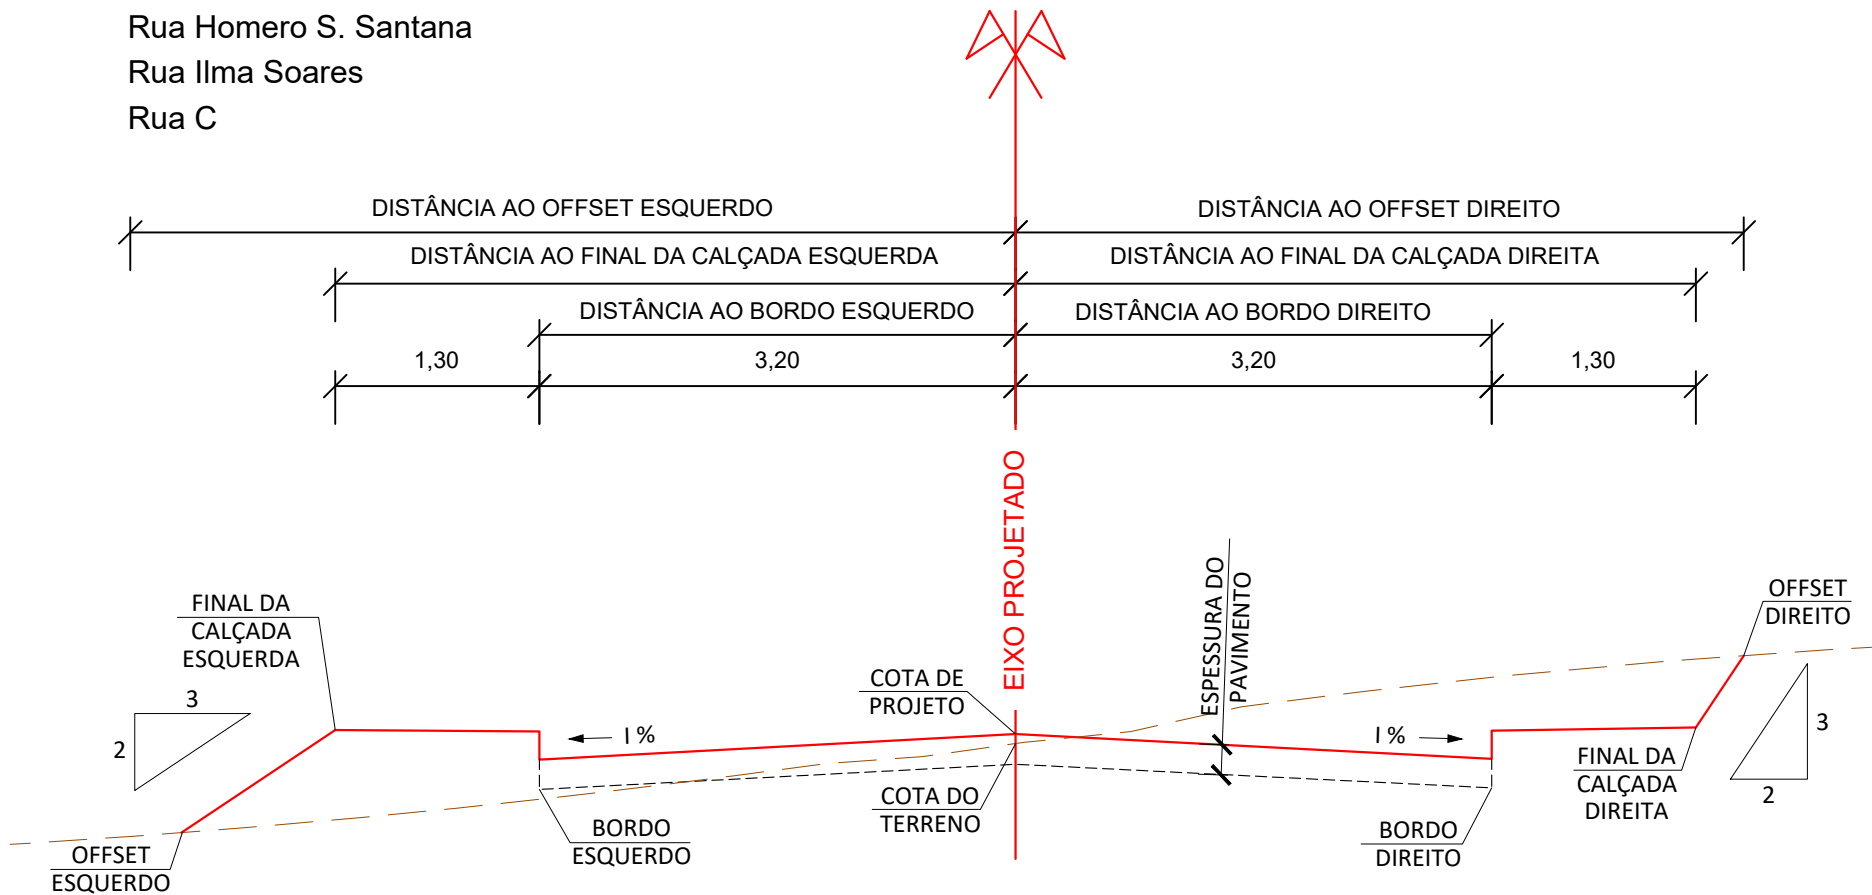 Rua Homero S. Santana
Rua Ilma Soares
Rua C
DISTÂNCIA AO OFFSET ESQUERDO
DISTÂNCIA AO OFFSET DIREITO
DISTÂNCIA AO FINAL DA CALÇADA ESQUERDA
DISTÂNCIA AO FINAL DA CALÇADA DIREITA
DISTÂNCIA AO BORDO ESQUERDO
DISTÂNCIA AO BORDO DIREITO
1,30
3,20
3,20
1,30
EIXO PROJETADO
ESPESSURA DO
PAVIMENTO
FINAL DA
CALÇADA
ESQUERDA
OFFSET
DIREITO
COTA DE
PROJETO
3
2
I %
I %
3
2
FINAL DA
CALÇADA
DIREITA
COTA DO
TERRENO
BORDO
ESQUERDO
BORDO
DIREITO
OFFSET
ESQUERDO